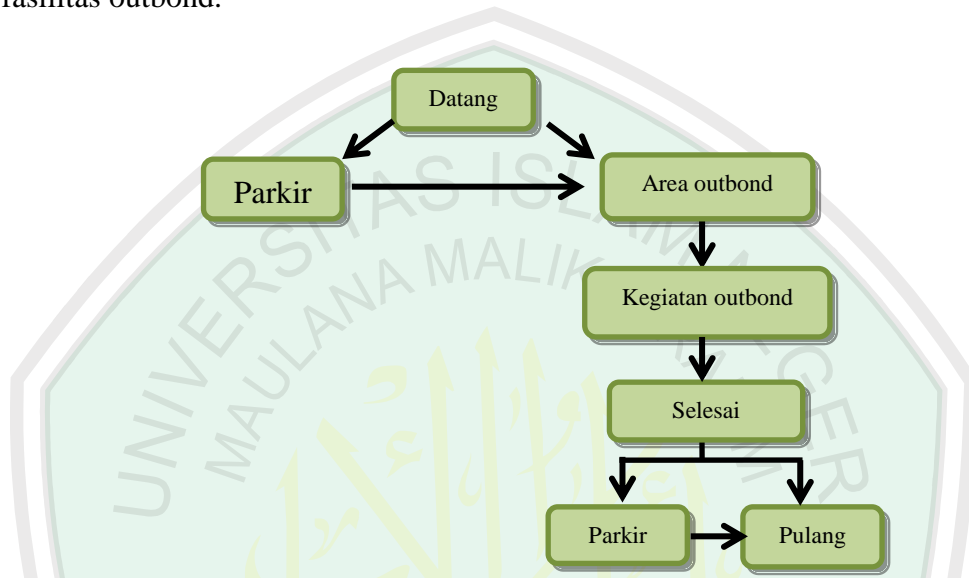 fasilitas outbond.
Datang
Parkir
Area outbond
Kegiatan outbond
Selesai
Parkir
Pulang
UNIVERSITAS ISLAM NEGERI
MAULANA MALIK